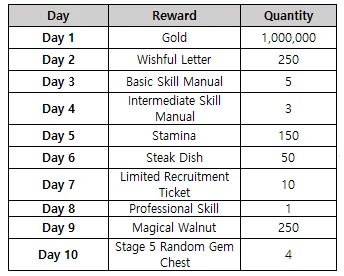 Day Reward Quantity
Day 1 Gold 1,000,000
Day 2 Wishful Letter 250
Day 3 Basic Skill Manual 5
Day 4 Intermediate Skill Manual 3
Day 5 Stamina 150
Day 6 Steak Dish 50
Day 7 Limited Recruitment Ticket 10
Day 8 Professional Skill 1
Day 9 Magical Walnut 250
Day 10 Stage 5 Random Gem Chest 4